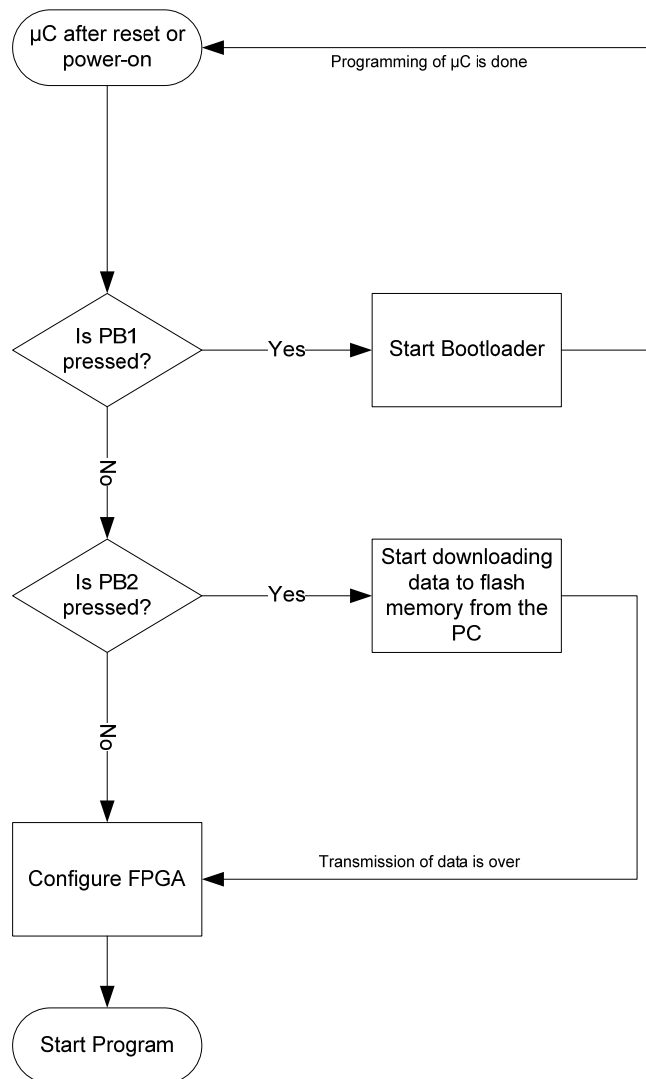 µC after reset or
power-on
Programming of µC is done
Is PB1
pressed?
Yes
Start Bootloader
No
Is PB2
pressed?
Yes
Start downloading
data to flash
memory from the
PC
No
Configure FPGA
Transmission of data is over
Start Program